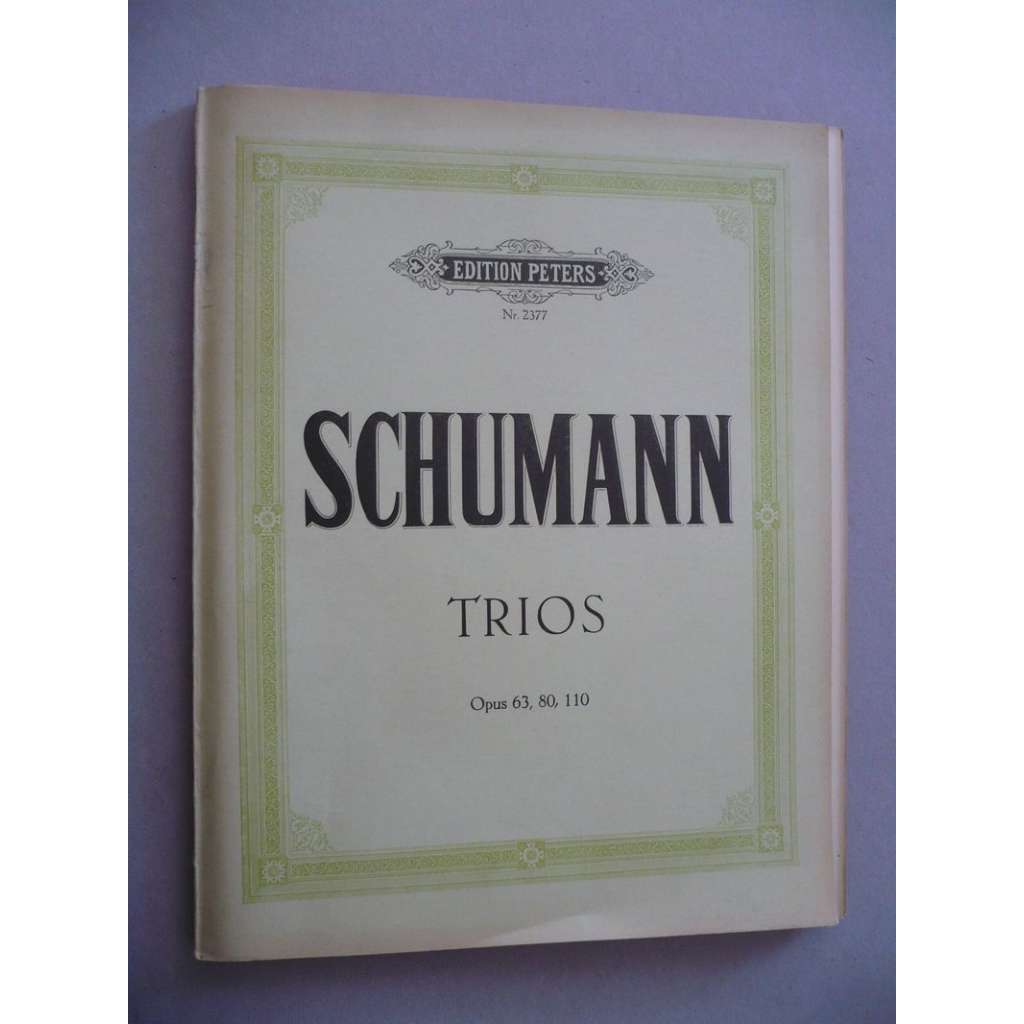 EDITION PETERS
Nr. 2377
SCHUMANN
TRIOS
Opus 63, 80, 110